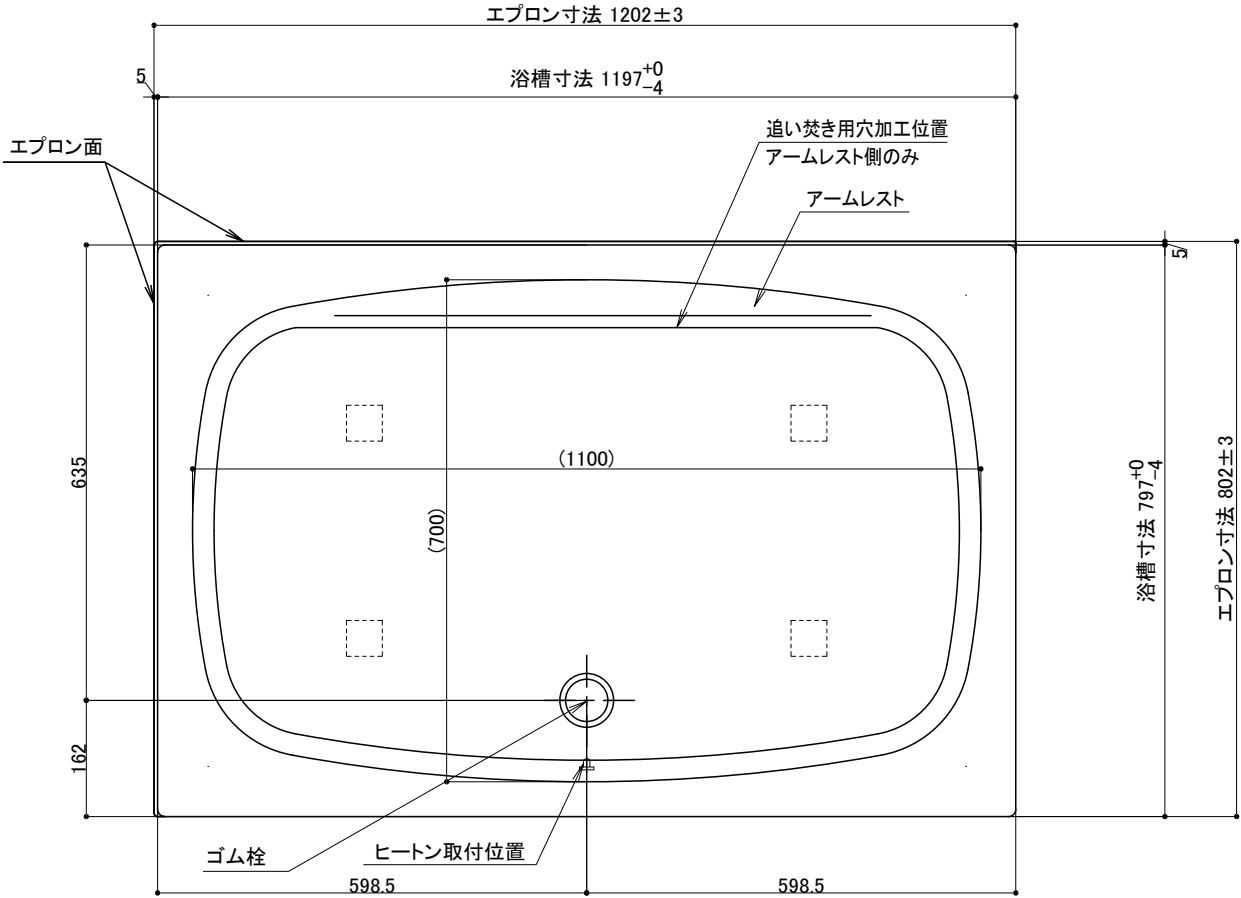 エプロン寸法 1202±3
浴槽寸法 1197+0-4
5
追い焚き用穴加工位置
アームレスト側のみ
エプロン面
アームレスト
5
635
(1100)
(700)
浴槽寸法 797+0-4
エプロン寸法 802±3
162
ゴム栓
ヒートン取付位置
598.5
598.5